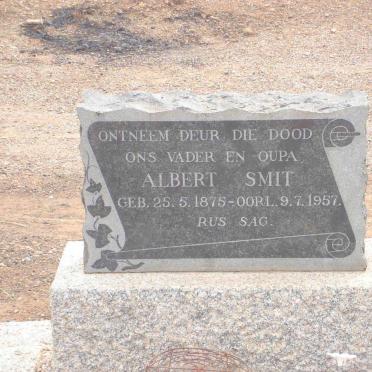 ONTNEEM DEUR DIE DOOD
ONS VADER EN OUPA
ALBERT SMIT
GEB. 25.5.1875-OORL. 9.7.1957.
RUS SAG.